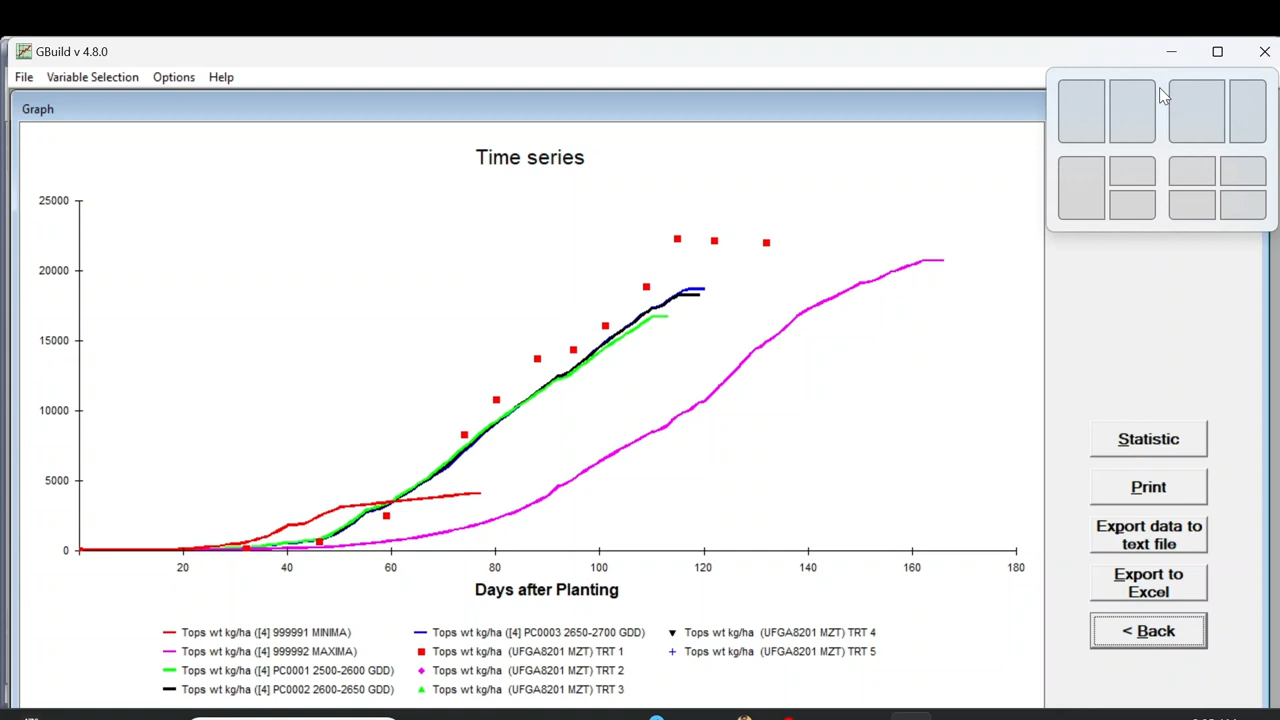 GBuild v 4.8.0
File Variable Selection Options Help
Graph
Time series
25000
20000
15000
10000
5000
0
20 40 60 80 100 120 140 160 180
Days after Planting
Tops wt kg/ha ([4] 999991 MINIMA)
Tops wt kg/ha ([4] 999992 MAXIMA)
Tops wt kg/ha ([4] PC0001 2500-2600 GDD)
Tops wt kg/ha ([4] PC0002 2600-2650 GDD)
Tops wt kg/ha ([4] PC0003 2650-2700 GDD)
Tops wt kg/ha (UFGA8201 MZT) TRT 1
Tops wt kg/ha (UFGA8201 MZT) TRT 2
Tops wt kg/ha (UFGA8201 MZT) TRT 3
Tops wt kg/ha (UFGA8201 MZT) TRT 4
Tops wt kg/ha (UFGA8201 MZT) TRT 5
Statistic
Print
Export data to
text file
Export to
Excel
< Back